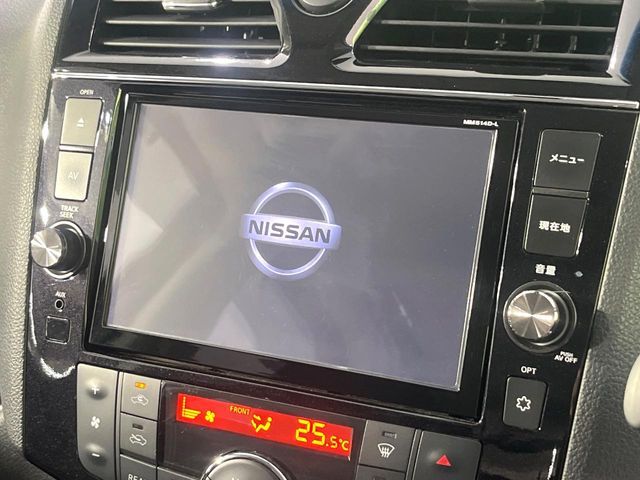 OPEN
MM514D-L
AV
TRACK
SEEK
AUX
NISSAN
メニュー
現在地
音量
PUSH
AV OFF
OPT
FRONT
25.5℃